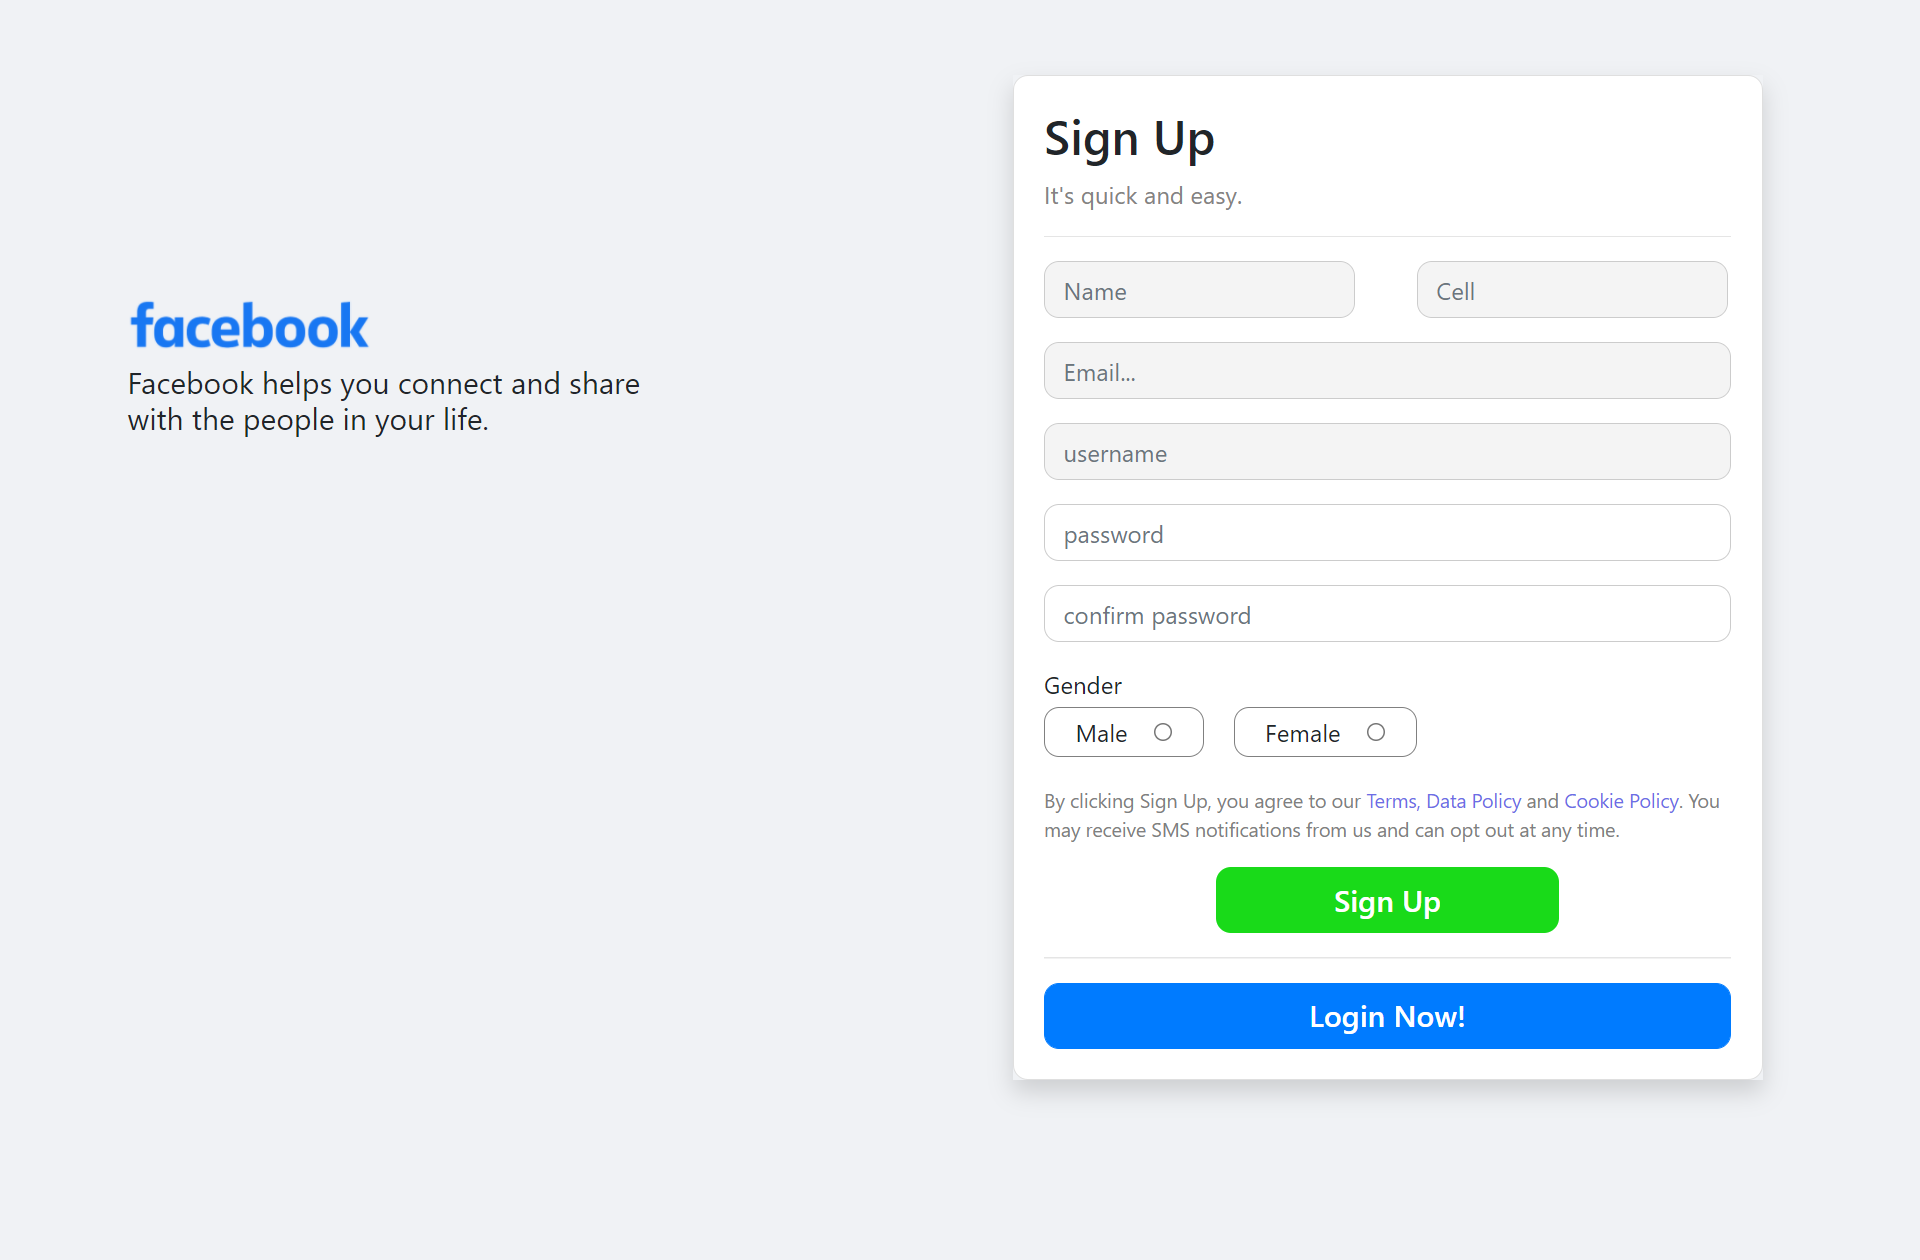 facebook
Facebook helps you connect and share
with the people in your life.
Sign Up
It's quick and easy.
Name
Cell
Email...
username
password
confirm password
Gender
Male
Female
By clicking Sign Up, you agree to our Terms, Data Policy and Cookie Policy. You
may receive SMS notifications from us and can opt out at any time.
Sign Up
Login Now!